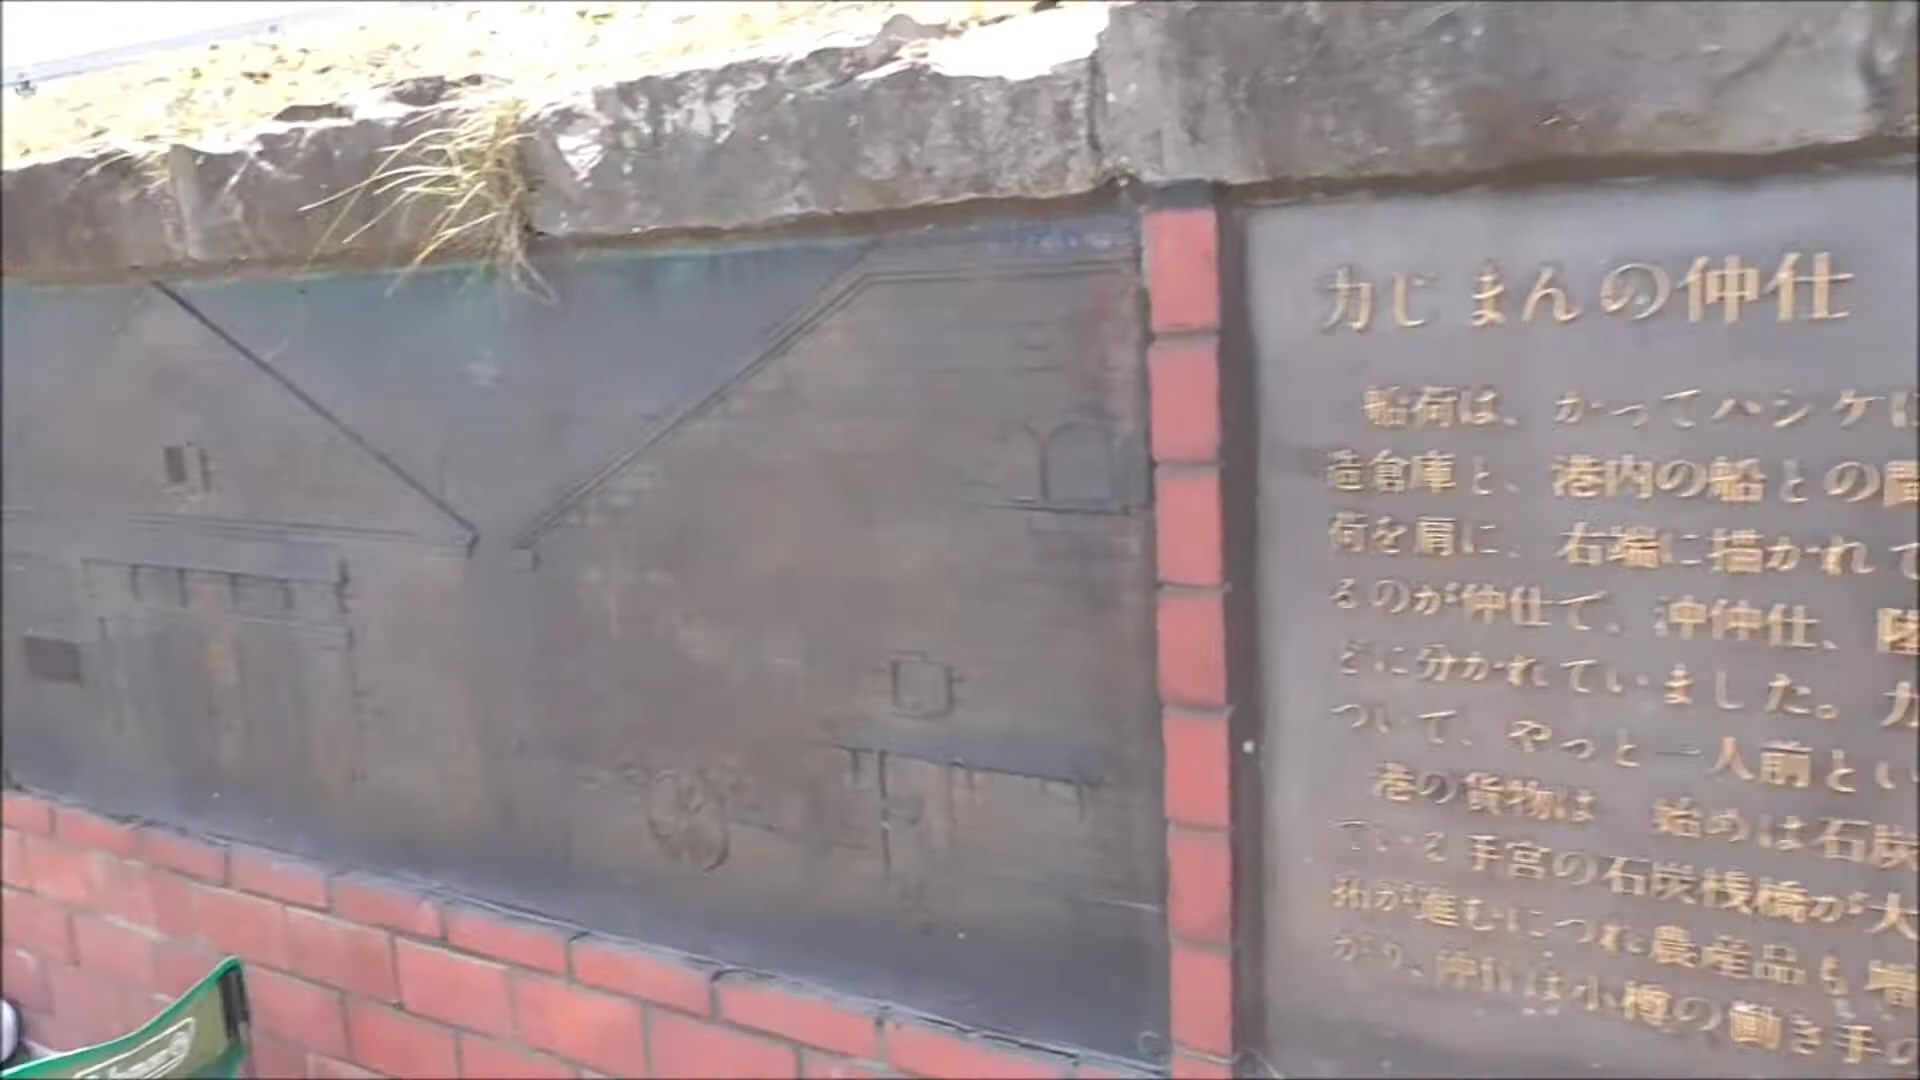 力じまんの仲仕
船荷は、かってハシケに
造倉庫と、港内の船との間
荷を肩に、右端に描かれて
るのが仲仕で、沖仲仕、陸
どに分かれていました。力
ついて、やっと一人前とい
港の貨物は 始めは石炭
ている手宮の石炭桟橋が大
拓が進むにつれ農産品も増
がり、仲仕は小樽の働き手の